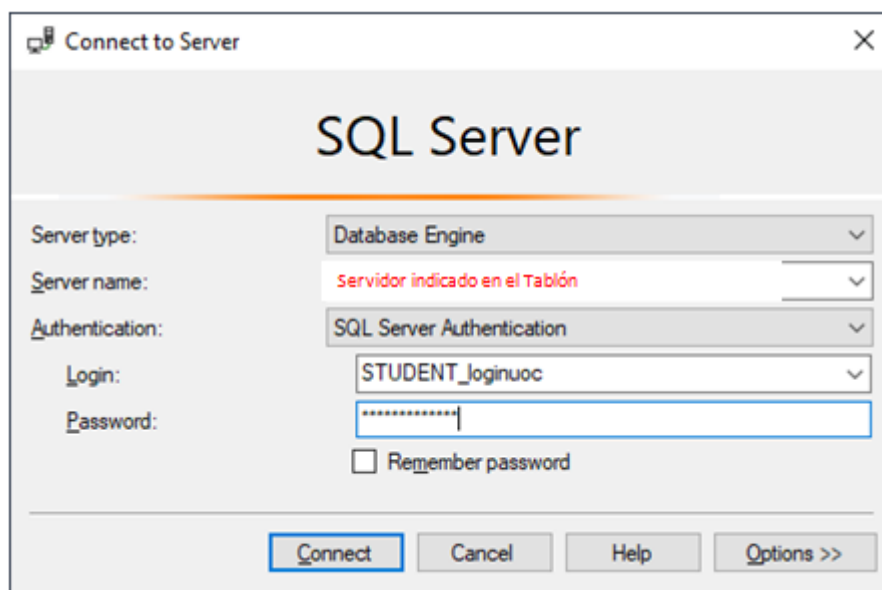 Connect to Server
SQL Server
Server type: Database Engine
Server name: Servidor indicado en el Tablón
Authentication: SQL Server Authentication
Login: STUDENT_loginuoc
Password: *************
Remember password
Connect Cancel Help Options >>